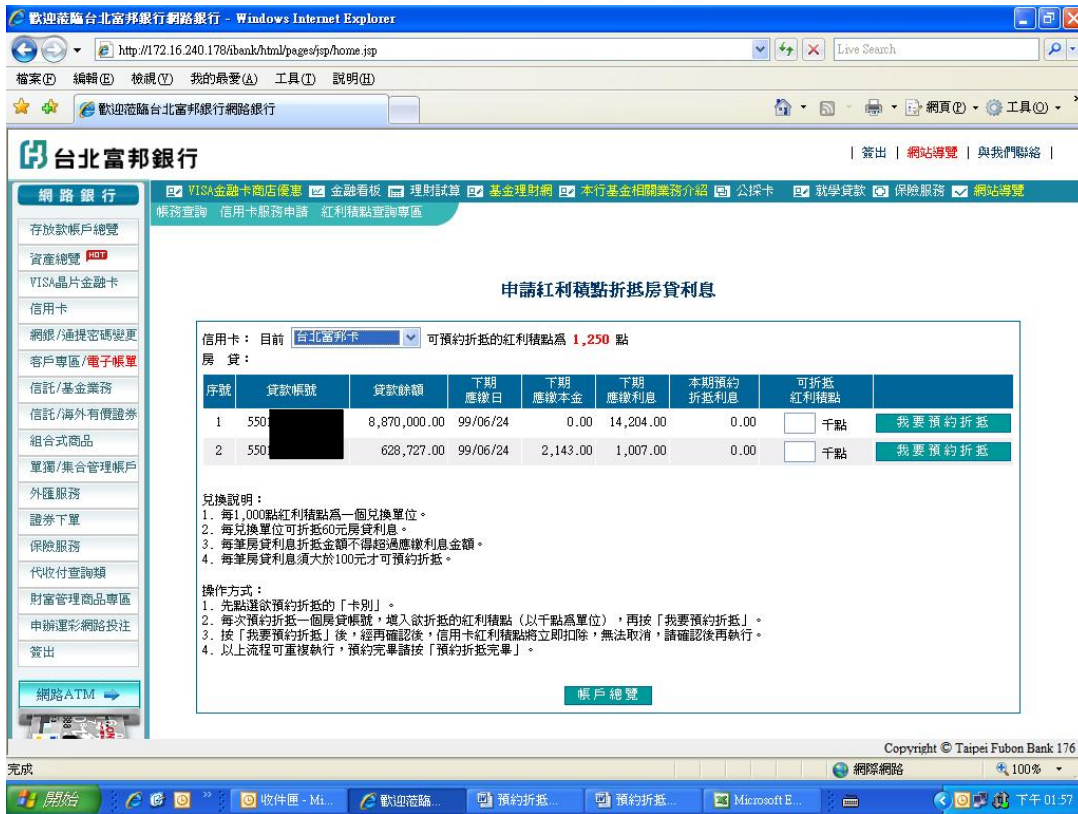 歡迎蒞臨台北富邦銀行網路銀行 - Windows Internet Explorer
http://172.16.240.178/ibank/html/pages/jsp/home.jsp
Live Search
檔案(F) 編輯(E) 檢視(V) 我的最愛(A) 工具(T) 說明(H)
歡迎蒞臨台北富邦銀行網路銀行
網頁(P) 工具(O)
台北富邦銀行
| 簽出 | 網站導覽 | 與我們聯絡 |
網路銀行
VISA金融卡商店優惠 金融看板 理財試算 基金理財網 本行基金相關業務介紹 公採卡 就學貸款 保險服務 網站導覽
帳務查詢 信用卡服務申請 紅利積點查詢專區
存放款帳戶總覽
資產總覽 HOT
VISA晶片金融卡
信用卡
網銀/通提密碼變更
客戶專區/電子帳單
信託/基金業務
信託/海外有價證券
組合式商品
單獨/集合管理帳戶
外匯服務
證券下單
保險服務
代收付查詢類
財富管理商品專區
申辦運彩網路投注
簽出
網路ATM
申請紅利積點折抵房貸利息
信用卡: 目前 台北富邦卡 可預約折抵的紅利積點為 1,250 點
房 貸:
序號 貸款帳號 貸款餘額 下期應繳日 下期應繳本金 下期應繳利息 本期預約折抵利息 可折抵紅利積點
1 5501 8,870,000.00 99/06/24 0.00 14,204.00 0.00 千點 我要預約折抵
2 5501 628,727.00 99/06/24 2,143.00 1,007.00 0.00 千點 我要預約折抵
兌換說明:
1. 每1,000點紅利積點為一個兌換單位。
2. 每兌換單位可折抵60元房貸利息。
3. 每筆房貸利息折抵金額不得超過應繳利息金額。
4. 每筆房貸利息須大於100元才可預約折抵。
操作方式:
1. 先點選欲預約折抵的「卡別」。
2. 每次預約折抵一個房貸帳號,填入欲折抵的紅利積點(以千點為單位),再按「我要預約折抵」。
3. 按「我要預約折抵」後,經再確認後,信用卡紅利積點將立即扣除,無法取消,請確認後再執行。
4. 以上流程可重複執行,預約完畢請按「預約折抵完畢」。
帳戶總覽
Copyright © Taipei Fubon Bank 176
完成
網際網路 100%
開始 收件匣 - Mi... 歡迎蒞臨... 預約折抵... 預約折抵... Microsoft E... 下午 01:57